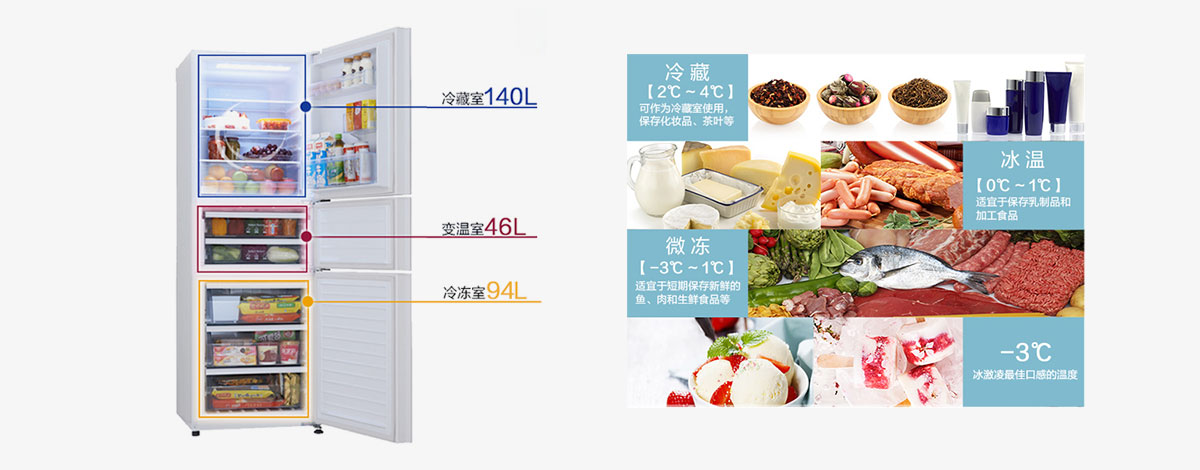 冷藏室140L
变温室46L
冷冻室94L
冷藏
【 2℃ ~ 4℃ 】
可作为冷藏室使用，
保存化妆品、茶叶等
冰温
【 0℃ ~ 1℃ 】
适宜于保存乳制品和
加工食品
微冻
【 -3℃ ~ 1℃ 】
适宜于短期保存新鲜的
鱼、肉和生鲜食品等
-3℃
冰激凌最佳口感的温度